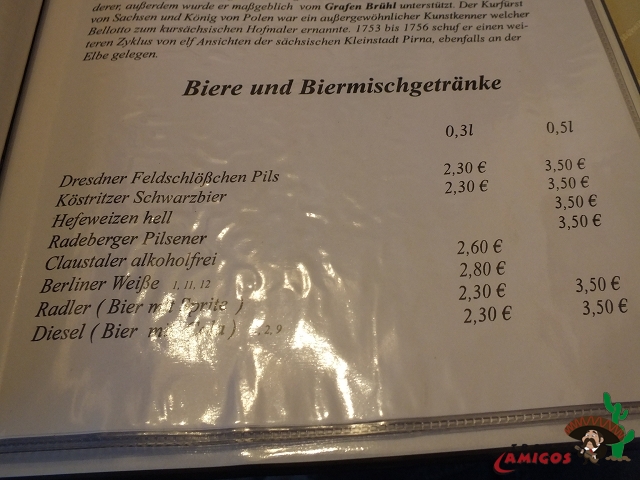 derer, außerdem wurde er maßgeblich vom Grafen Brühl unterstützt. Der Kurfürst
von Sachsen und König von Polen war ein außergewöhnlicher Kunstkenner welcher
Bellotto zum kursächsischen Hofmaler ernannte. 1753 bis 1756 schuf er einen wei-
teren Zyklus von elf Ansichten der sächsischen Kleinstadt Pirna, ebenfalls an der
Elbe gelegen.
Biere und Biermischgetränke
0,3l 0,5l
Dresdner Feldschlößchen Pils 2,30 € 3,50 €
Köstritzer Schwarzbier 2,30 € 3,50 €
Hefeweizen hell 3,50 €
Radeberger Pilsener 3,50 €
Claustaler alkoholfrei 2,60 €
Berliner Weiße 1, 11, 12 2,80 €
Radler ( Bier mit Sprite ) 2,30 € 3,50 €
Diesel ( Bier 2, 9 2,30 € 3,50 €
CAMIGOS